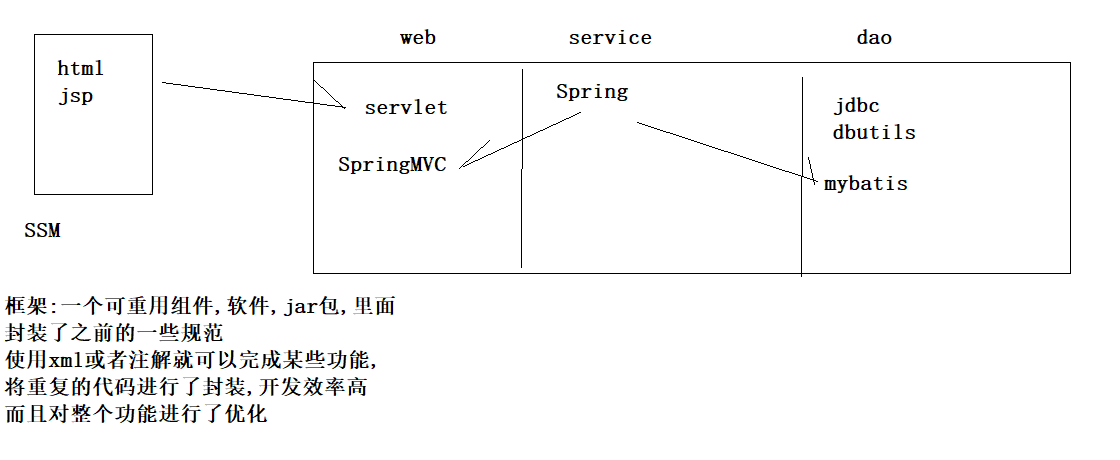 web service dao
html
jsp
servlet
SpringMVC
Spring
jdbc
dbutils
mybatis
SSM
框架:一个可重用组件,软件,jar包,里面
封装了之前的一些规范
使用xml或者注解就可以完成某些功能,
将重复的代码进行了封装,开发效率高
而且对整个功能进行了优化